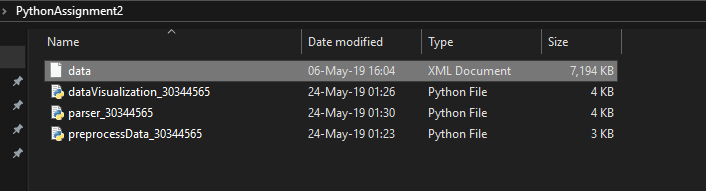 PythonAssignment2
Name Date modified Type Size
data 06-May-19 16:04 XML Document 7,194 KB
dataVisualization_30344565 24-May-19 01:26 Python File 4 KB
parser_30344565 24-May-19 01:30 Python File 4 KB
preprocessData_30344565 24-May-19 01:23 Python File 3 KB